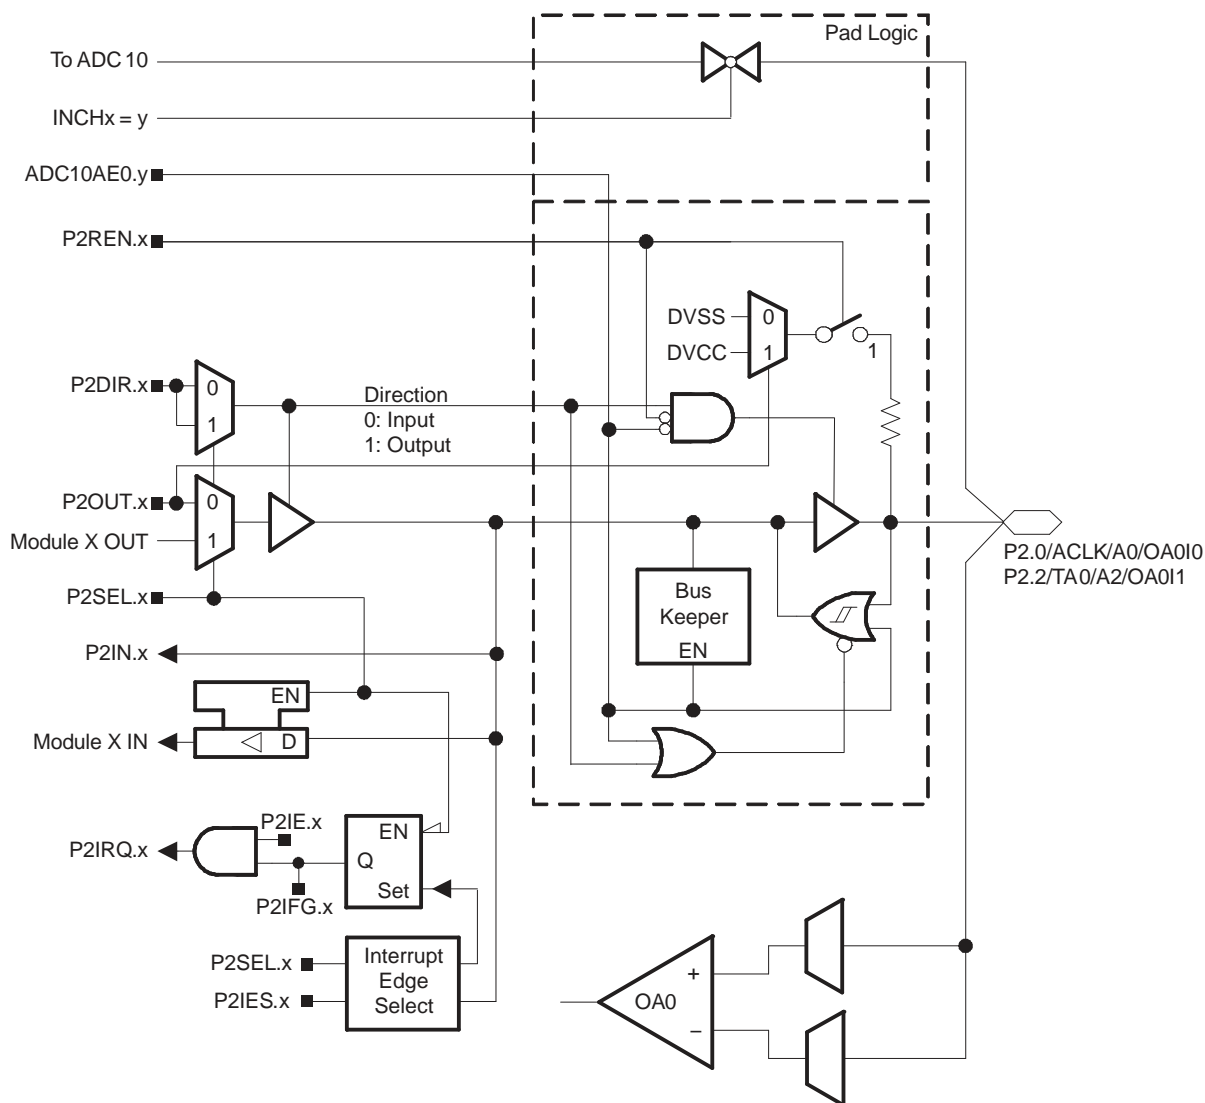 Pad Logic
To ADC 10
INCHx = y
ADC10AE0.y
P2REN.x
DVSS
0
DVCC
1
1
P2DIR.x
0
1
Direction
0: Input
1: Output
P2OUT.x
0
Module X OUT
1
P2.0/ACLK/A0/OA0I0
P2.2/TA0/A2/OA0I1
P2SEL.x
Bus
Keeper
EN
P2IN.x
EN
Module X IN
D
P2IE.x
EN
P2IRQ.x
Q
Set
P2IFG.x
P2SEL.x
P2IES.x
Interrupt
Edge
Select
+
OA0
−